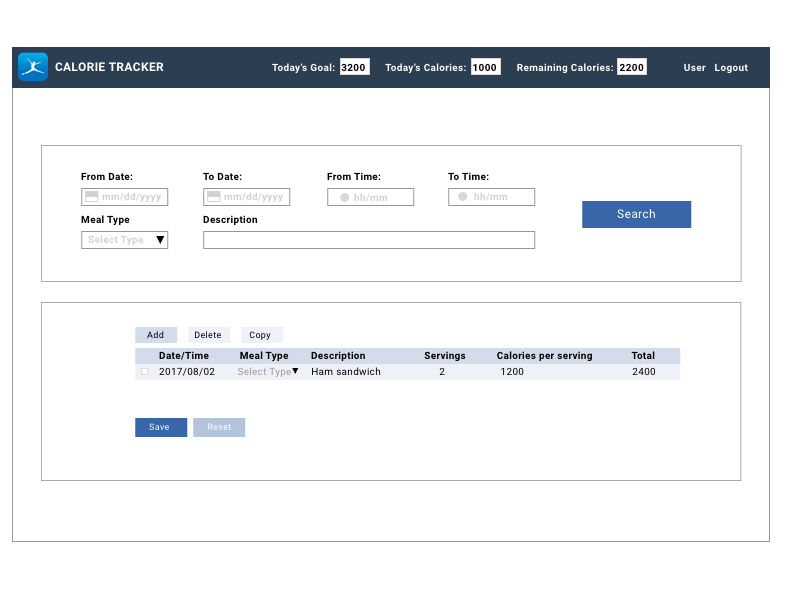 CALORIE TRACKER Today's Goal: 3200 Today's Calories: 1000 Remaining Calories: 2200 User Logout
From Date: To Date: From Time: To Time:
mm/dd/yyyy mm/dd/yyyy hh/mm hh/mm
Search
Meal Type Description
Select Type
Add Delete Copy
Date/Time Meal Type Description Servings Calories per serving Total
2017/08/02 Select Type Ham sandwich 2 1200 2400
Save Reset